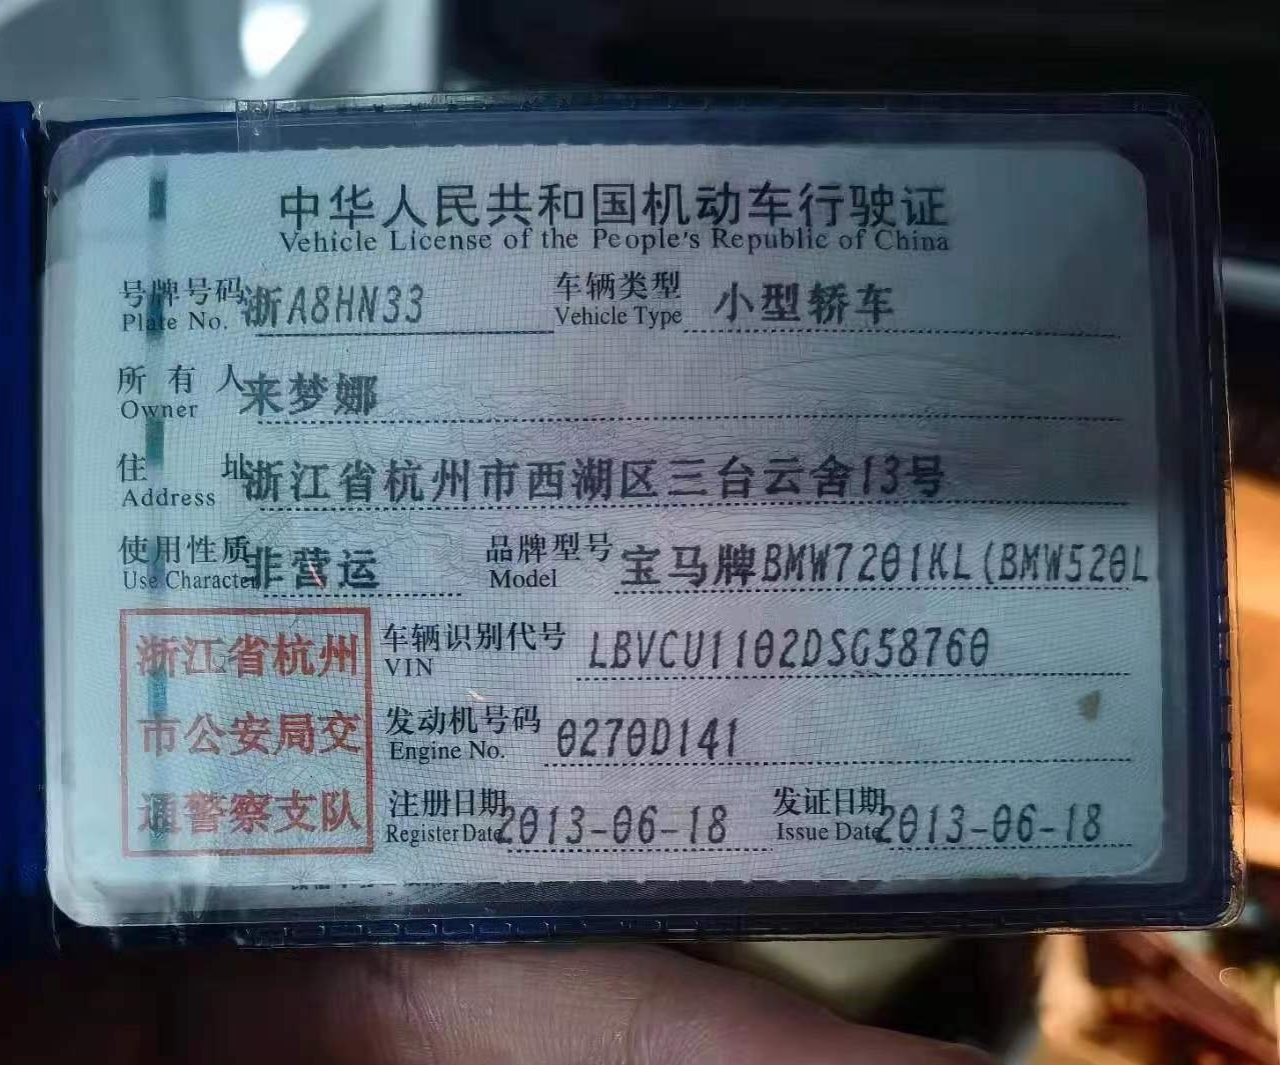 中华人民共和国机动车行驶证
Vehicle License of the People's Republic of China
号牌号码 浙A8HN33 车辆类型 小型轿车
Plate No. Vehicle Type
所有人 来梦娜
Owner
住址 浙江省杭州市西湖区三台云舍13号
Address
使用性质 非营运 品牌型号 宝马牌BMW7201KL(BMW520L
Use Character Model
浙江省杭州 车辆识别代号 LBVCU1102DSG58760
VIN
市公安局交 发动机号码 0270D141
Engine No.
通警察支队 注册日期 2013-06-18 发证日期 2013-06-18
Register Date Issue Date